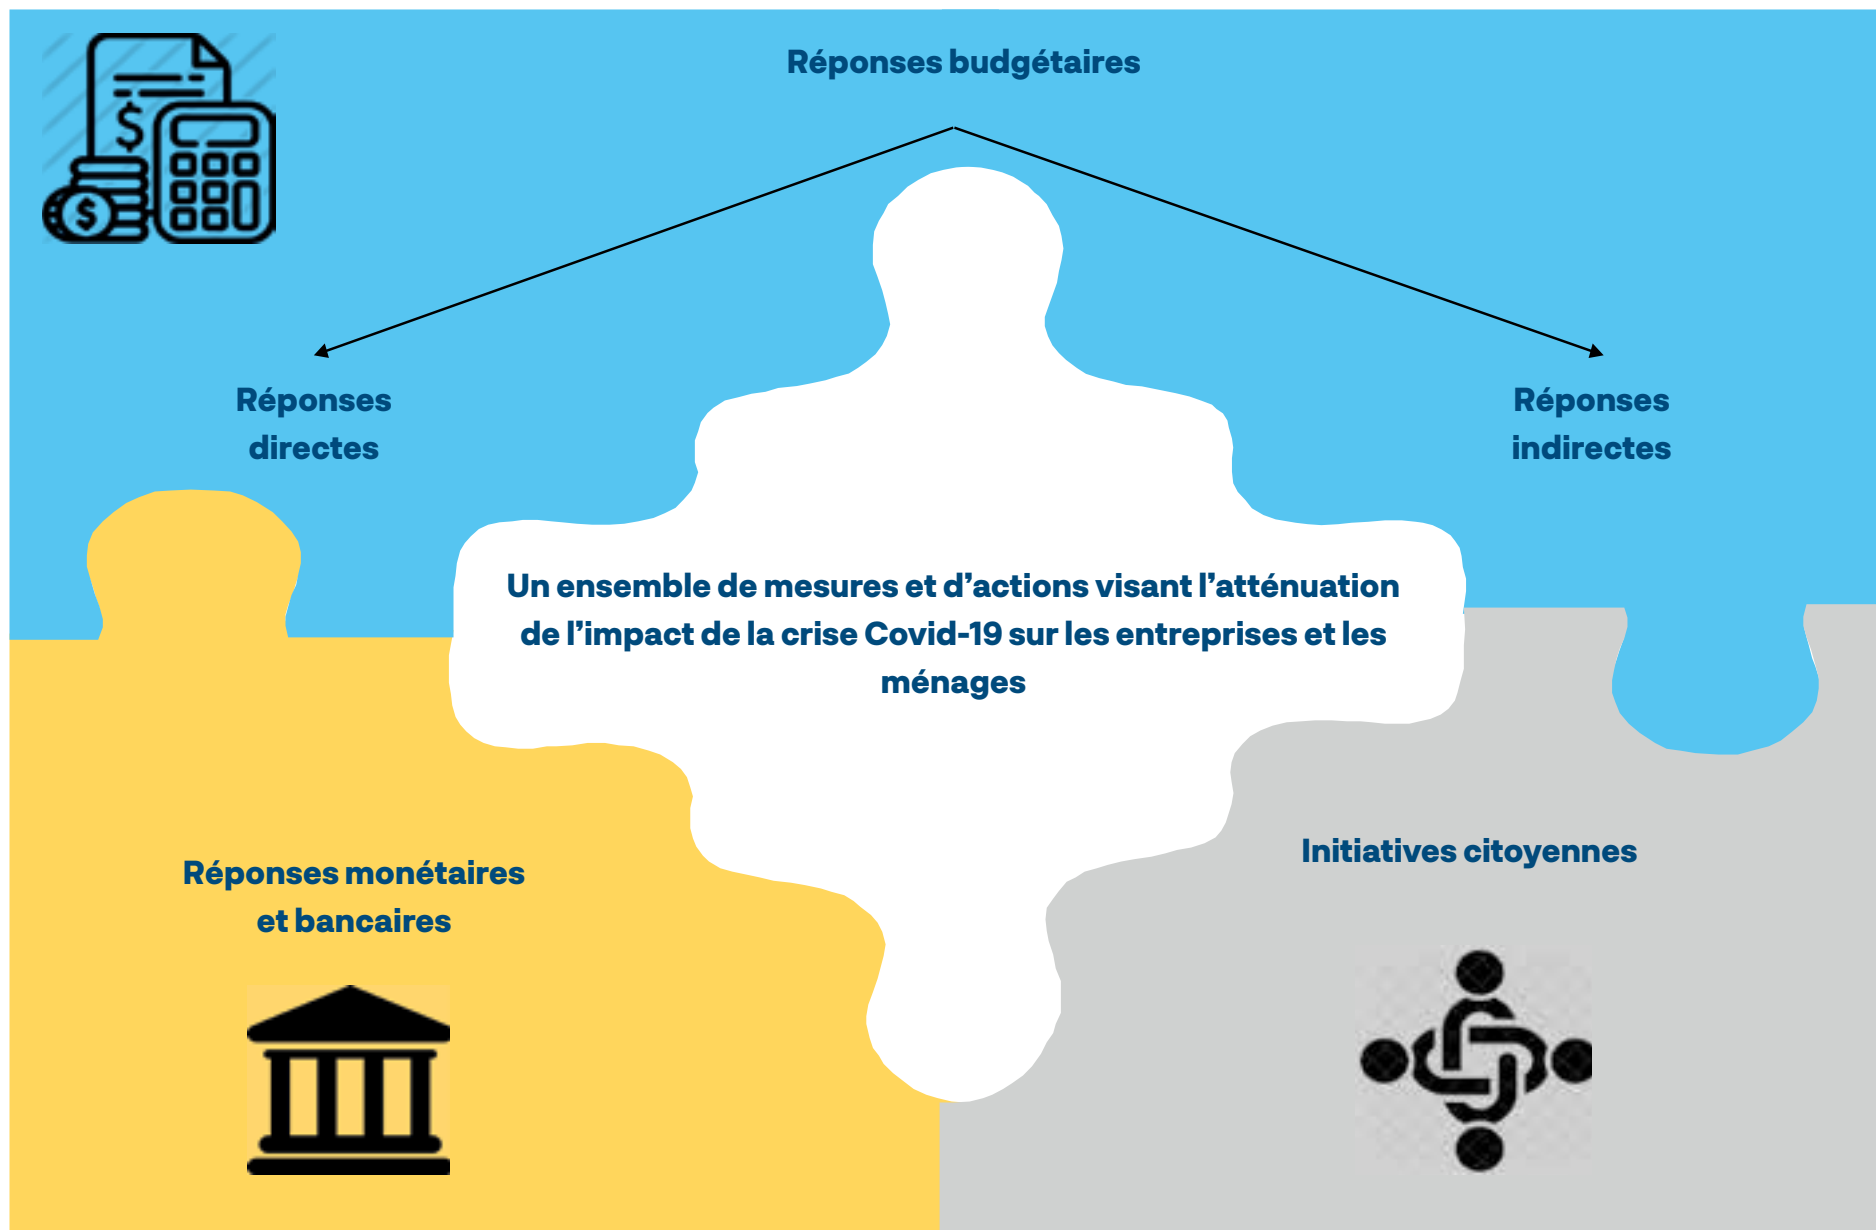 Réponses budgétaires
Réponses
directes
Réponses
indirectes
Un ensemble de mesures et d’actions visant l’atténuation
de l’impact de la crise Covid-19 sur les entreprises et les
ménages
Réponses monétaires
et bancaires
Initiatives citoyennes